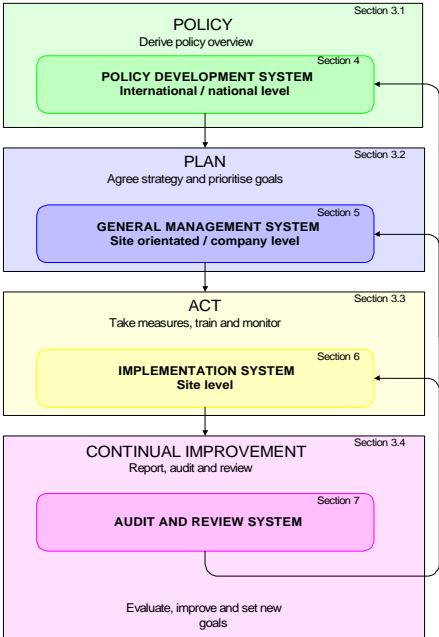 Section 3.1
POLICY
Derive policy overview
Section 4
POLICY DEVELOPMENT SYSTEM
International / national level
Section 3.2
PLAN
Agree strategy and prioritise goals
Section 5
GENERAL MANAGEMENT SYSTEM
Site orientated / company level
Section 3.3
ACT
Take measures, train and monitor
Section 6
IMPLEMENTATION SYSTEM
Site level
Section 3.4
CONTINUAL IMPROVEMENT
Report, audit and review
Section 7
AUDIT AND REVIEW SYSTEM
Evaluate, improve and set new
goals